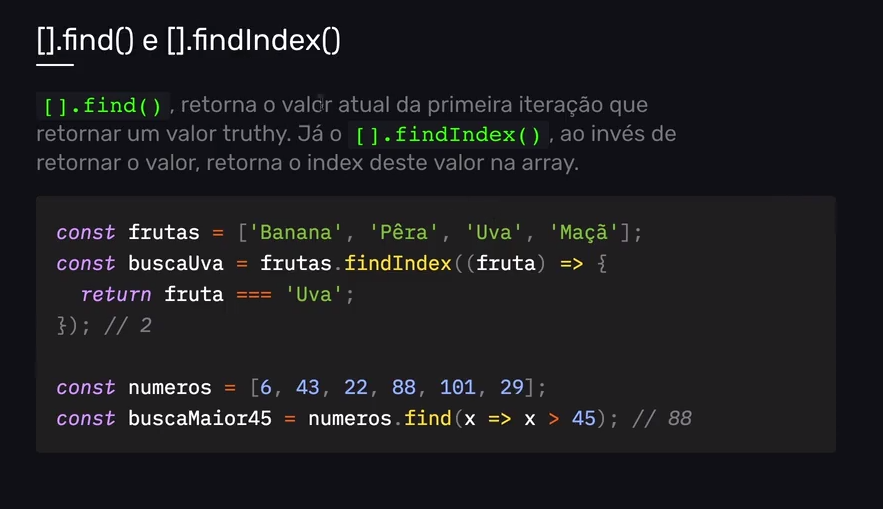 [].find() e [].findIndex()
[].find(), retorna o valor atual da primeira iteração que
retornar um valor truthy. Já o [].findIndex(), ao invés de
retornar o valor, retorna o index deste valor na array.
const frutas = ['Banana', 'Pêra', 'Uva', 'Maçã'];
const buscaUva = frutas.findIndex((fruta) => {
  return fruta === 'Uva';
}); // 2
const numeros = [6, 43, 22, 88, 101, 29];
const buscaMaior45 = numeros.find(x => x > 45); // 88